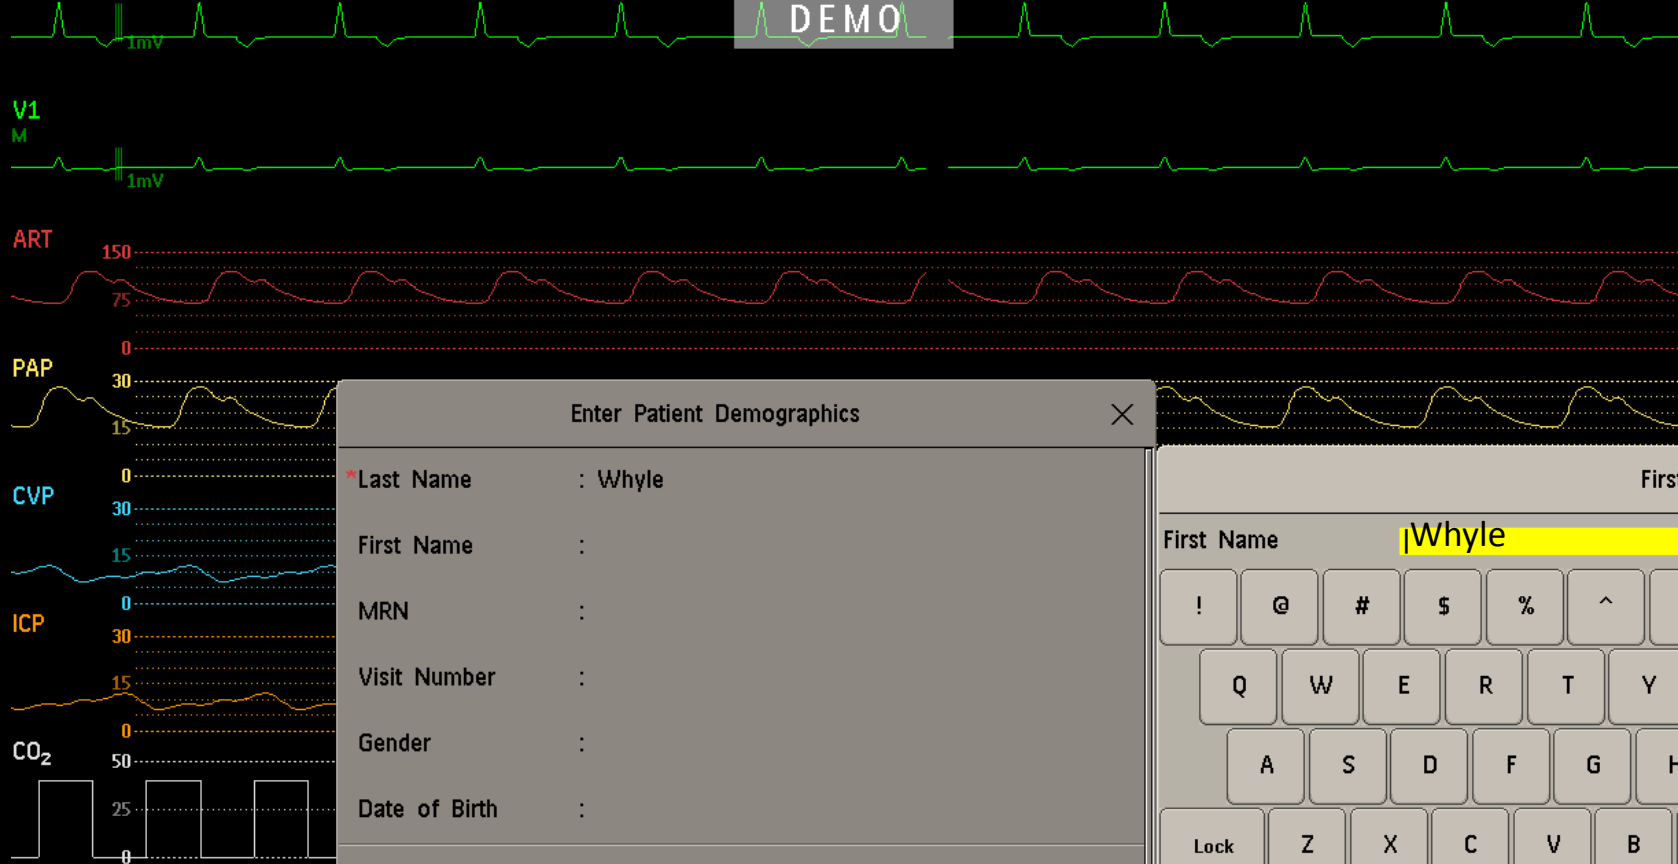 DEMO
1mV
V1
M
1mV
ART
150
75
0
PAP
30
15
0
CVP
30
15
0
ICP
30
15
0
CO₂
50
25
0
Enter Patient Demographics
*Last Name : Whyle
First Name :
MRN :
Visit Number :
Gender :
Date of Birth :
Firs
First Name Whyle
! @ # $ % ^
Q W E R T Y
A S D F G H
Lock Z X C V B